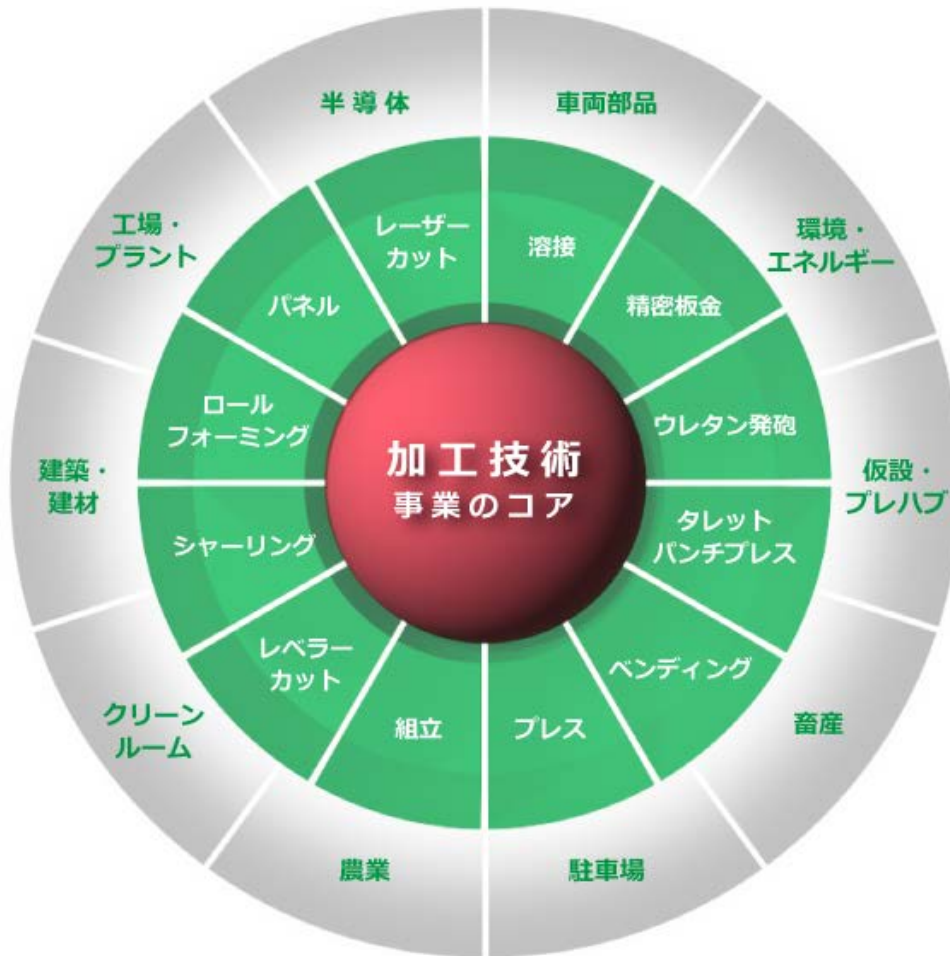 半導体
車両部品
環境・
エネルギー
仮設・
プレハブ
畜産
駐車場
農業
クリーン
ルーム
建築・
建材
工場・
プラント
レーザー
カット
溶接
精密板金
ウレタン発砲
タレット
パンチプレス
ベンディング
プレス
組立
レベラー
カット
シャーリング
ロール
フォーミング
パネル
加工技術
事業のコア